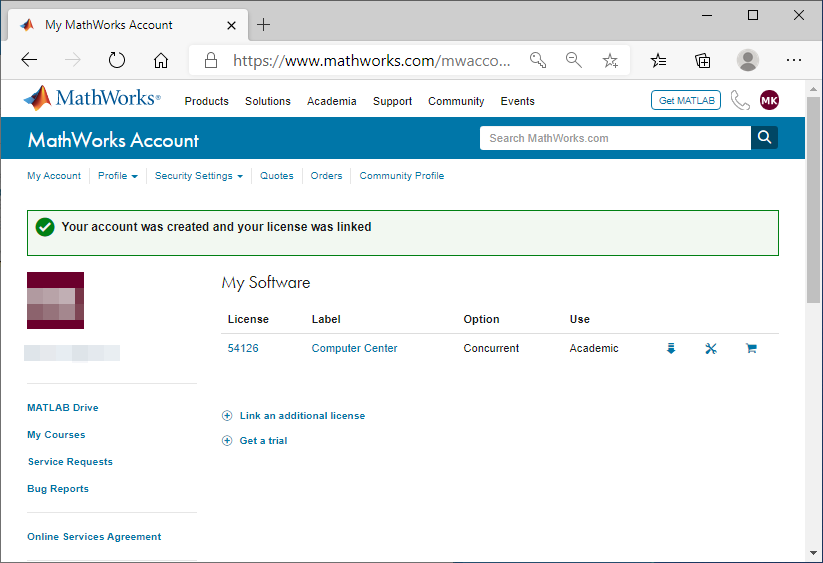 My MathWorks Account
https://www.mathworks.com/mwacco...
MathWorks®
Products Solutions Academia Support Community Events
Get MATLAB
MK
MathWorks Account
Search MathWorks.com
My Account Profile Security Settings Quotes Orders Community Profile
Your account was created and your license was linked
My Software
License Label Option Use
54126 Computer Center Concurrent Academic
Link an additional license
Get a trial
MATLAB Drive
My Courses
Service Requests
Bug Reports
Online Services Agreement